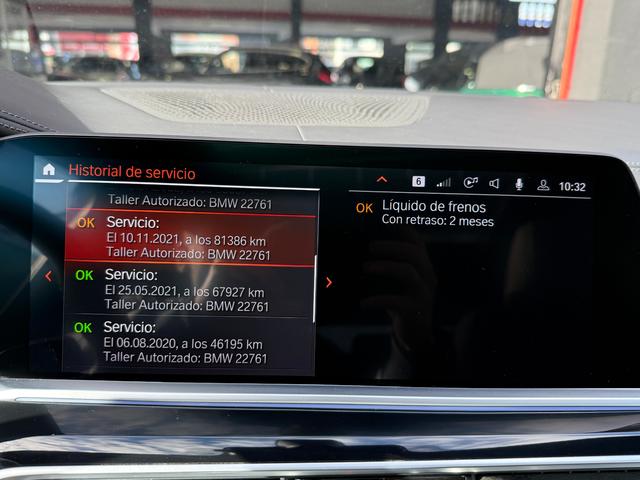 Historial de servicio
6
10:32
Taller Autorizado: BMW 22761
OK Servicio:
El 10.11.2021, a los 81386 km
Taller Autorizado: BMW 22761
OK Servicio:
El 25.05.2021, a los 67927 km
Taller Autorizado: BMW 22761
OK Servicio:
El 06.08.2020, a los 46195 km
Taller Autorizado: BMW 22761
OK Líquido de frenos
Con retraso: 2 meses